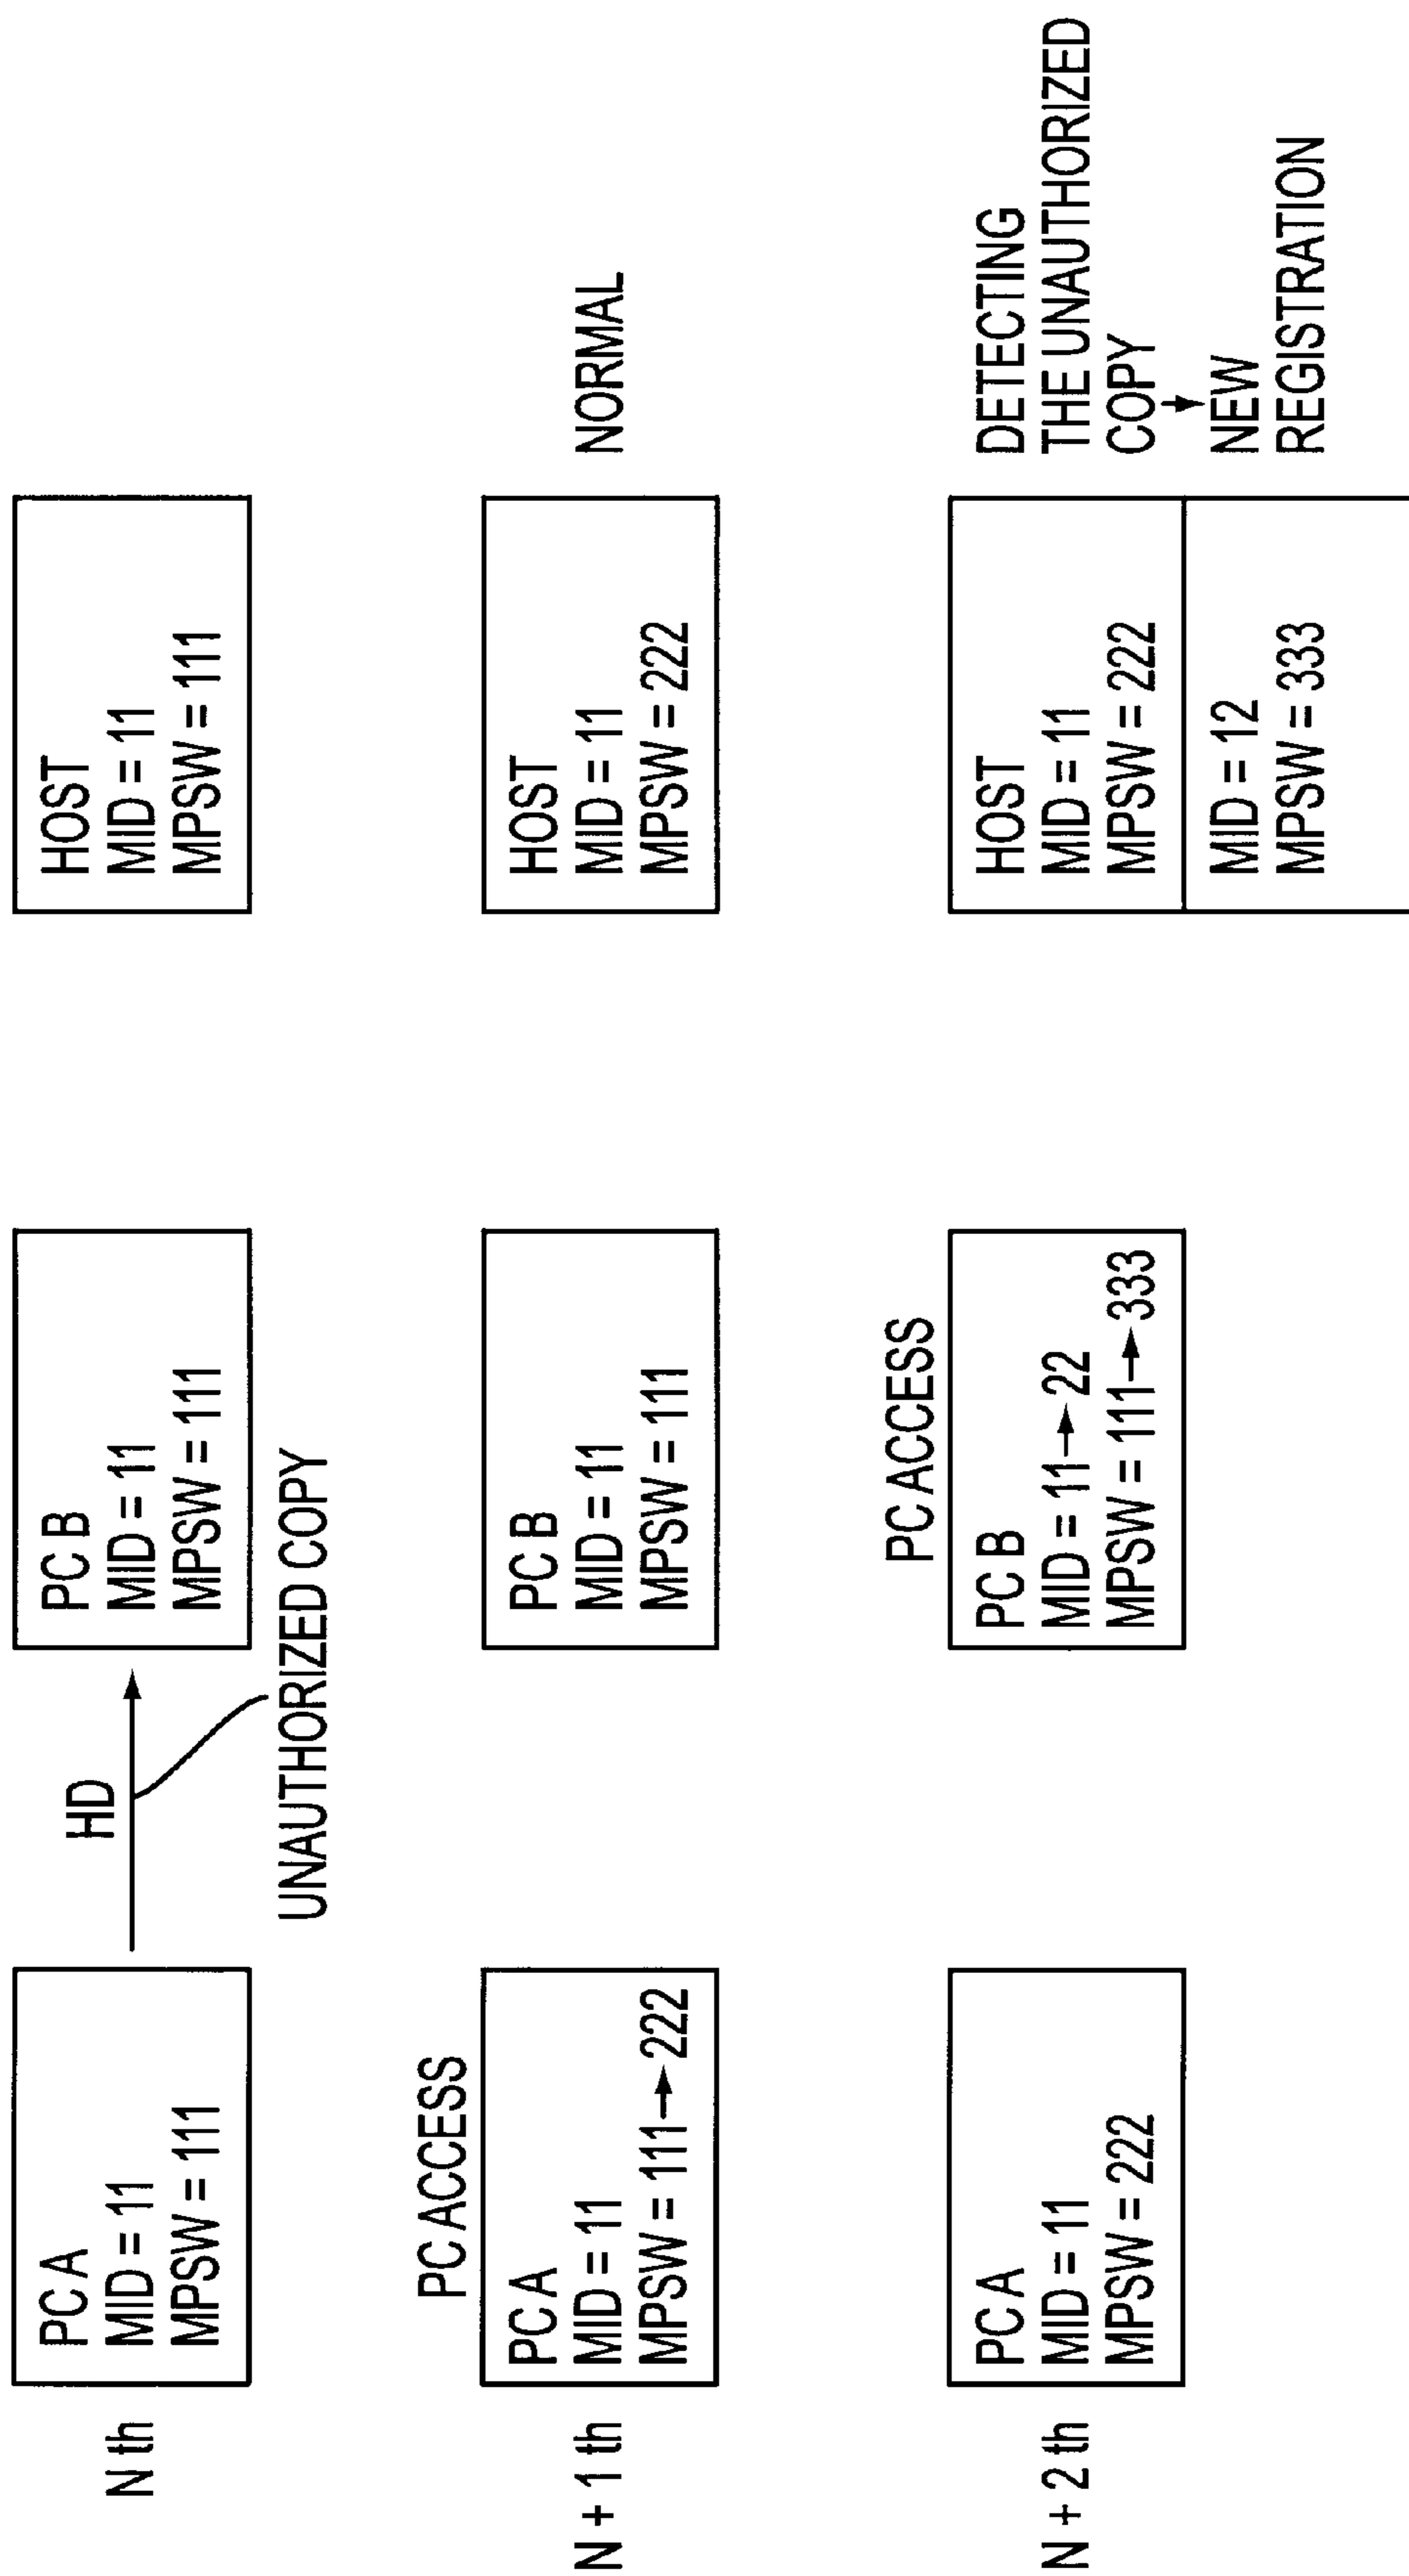 N th
PC A
MID = 11
MPSW = 111
HD
UNAUTHORIZED COPY
PC B
MID = 11
MPSW = 111
HOST
MID = 11
MPSW = 111
N + 1 th
PC ACCESS
PC A
MID = 11
MPSW = 111→222
PC B
MID = 11
MPSW = 111
HOST
MID = 11
MPSW = 222
NORMAL
N + 2 th
PC A
MID = 11
MPSW = 222
PC ACCESS
PC B
MID = 11→22
MPSW = 111→333
HOST
MID = 11
MPSW = 222
MID = 12
MPSW = 333
DETECTING
THE UNAUTHORIZED
COPY
→
NEW
REGISTRATION